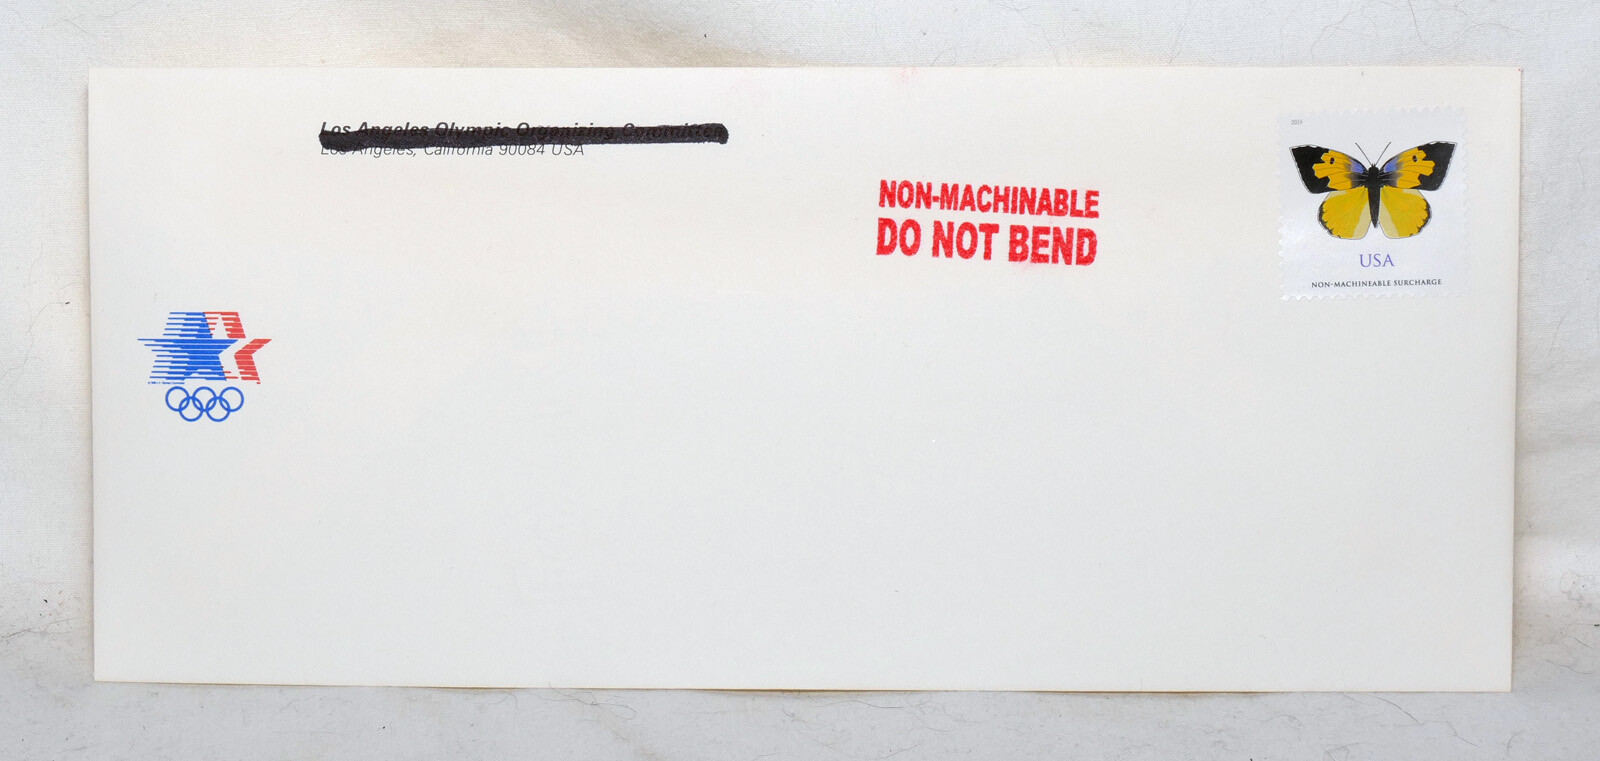 Los Angeles Olympic Organizing Committee
Los Angeles, California 90084 USA
NON-MACHINABLE
DO NOT BEND
2019
USA
NON-MACHINEABLE SURCHARGE